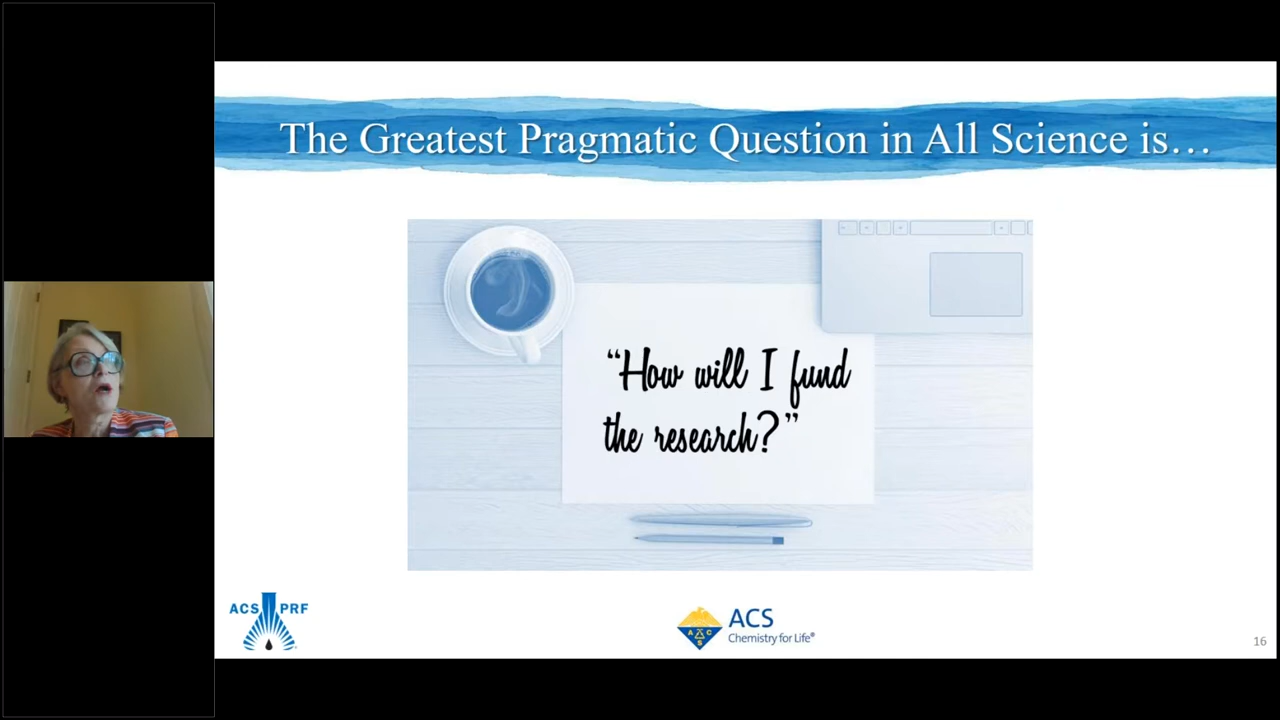 The Greatest Pragmatic Question in All Science is…
“How will I fund
the research?”
ACS PRF
ACS
Chemistry for Life®
16